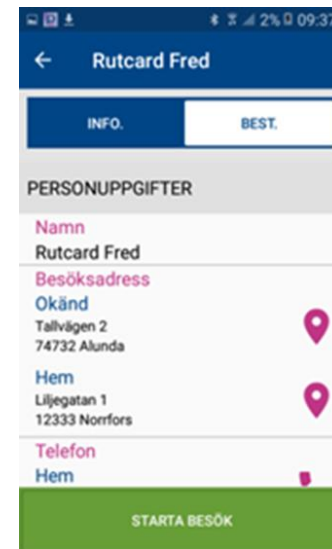 2% 09:37
Rutcard Fred
INFO.
BEST.
PERSONUPPGIFTER
Namn
Rutcard Fred
Besöksadress
Okänd
Tallvägen 2
74732 Alunda
Hem
Liljegatan 1
12333 Norrfors
Telefon
Hem
STARTA BESÖK